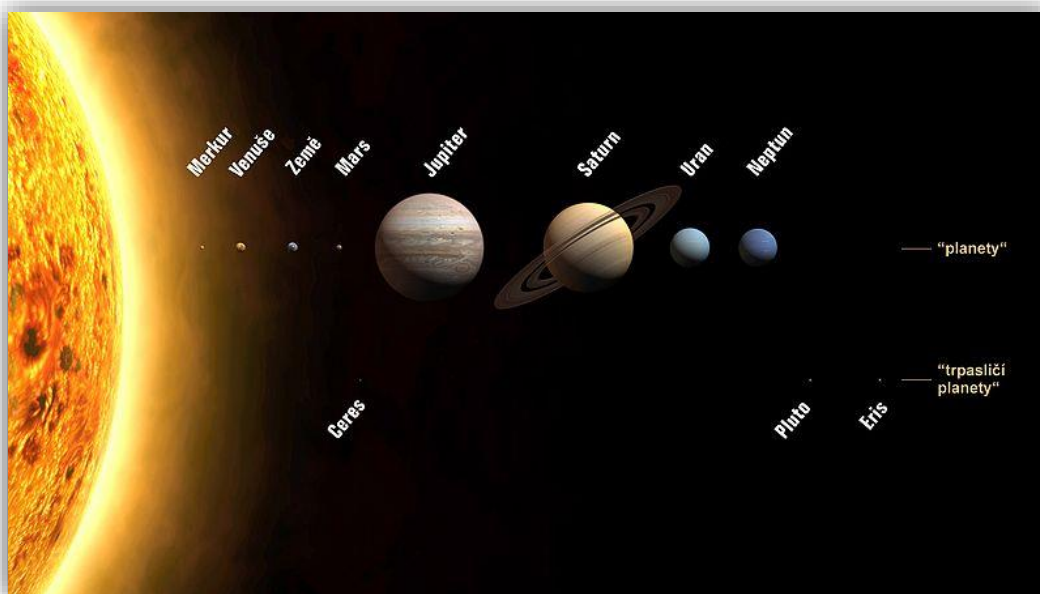 Merkur
Venuše
Země
Mars
Jupiter
Saturn
Uran
Neptun
“planety“
Ceres
Pluto
Eris
“trpasličí
planety“